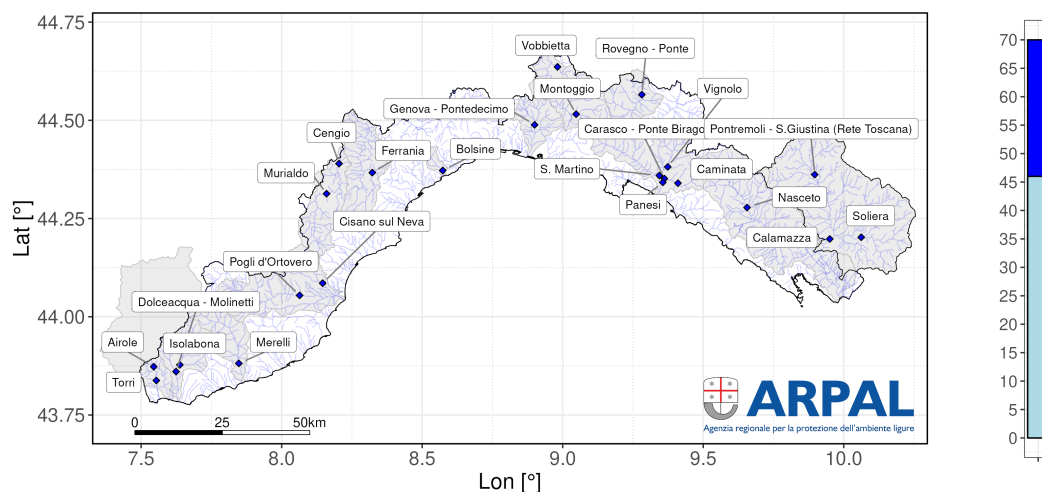 44.75
44.50
44.25
44.00
43.75
Lat [°]
Vobbietta
Rovegno - Ponte
Montoggio
Vignolo
Genova - Pontedecimo
Carasco - Ponte Birago
Pontremoli - S.Giustina (Rete Toscana)
Cengio
Ferrania
Bolsine
S. Martino
Caminata
Murialdo
Panesi
Nasceto
Cisano sul Neva
Soliera
Calamazza
Pogli d'Ortovero
Dolceacqua - Molinetti
Airole
Isolabona
Merelli
Torri
0 25 50km
ARPAL
Agenzia regionale per la protezione dell'ambiente ligure
7.5 8.0 8.5 9.0 9.5 10.0
Lon [°]
70
65
60
55
50
45
40
35
30
25
20
15
10
5
0